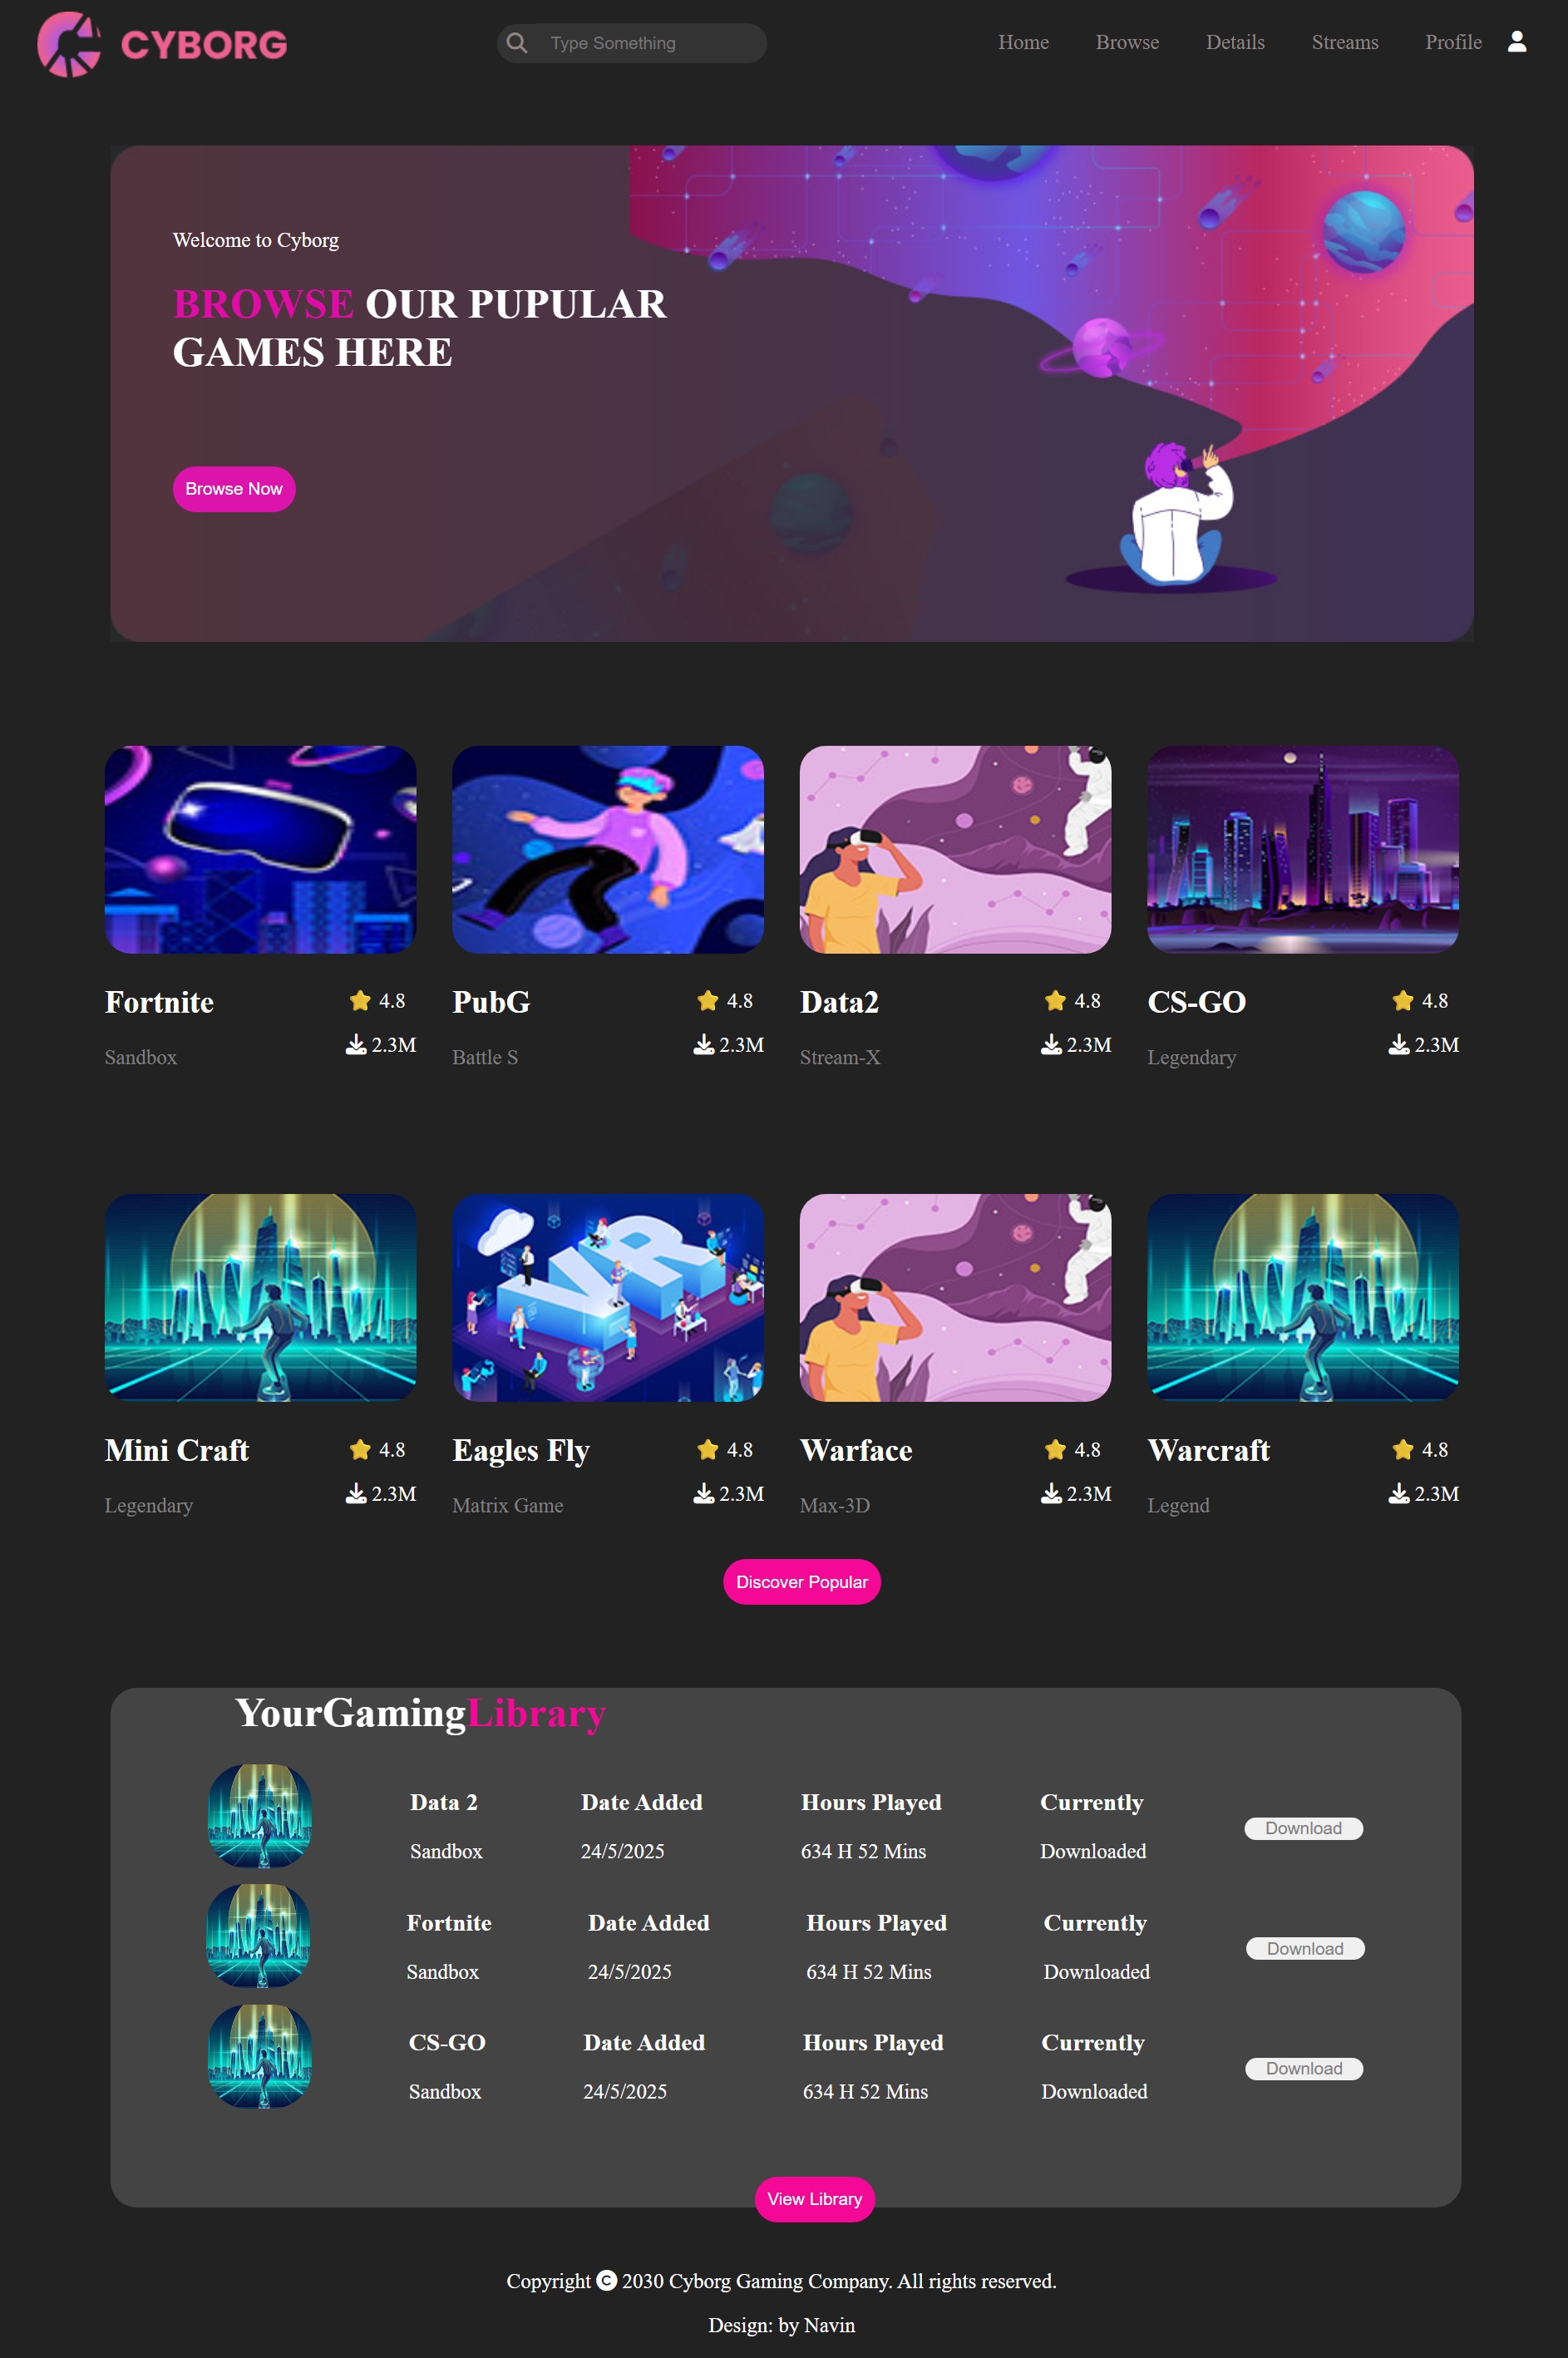 CYBORG
Type Something
Home Browse Details Streams Profile
Welcome to Cyborg
BROWSE OUR PUPULAR
GAMES HERE
Browse Now
Fortnite 4.8
Sandbox 2.3M
PubG 4.8
Battle S 2.3M
Data2 4.8
Stream-X 2.3M
CS-GO 4.8
Legendary 2.3M
VR
Mini Craft 4.8
Legendary 2.3M
Eagles Fly 4.8
Matrix Game 2.3M
Warface 4.8
Max-3D 2.3M
Warcraft 4.8
Legend 2.3M
Discover Popular
YourGamingLibrary
Data 2 Date Added Hours Played Currently
Download
Sandbox 24/5/2025 634 H 52 Mins Downloaded
Fortnite Date Added Hours Played Currently
Download
Sandbox 24/5/2025 634 H 52 Mins Downloaded
CS-GO Date Added Hours Played Currently
Download
Sandbox 24/5/2025 634 H 52 Mins Downloaded
View Library
Copyright © 2030 Cyborg Gaming Company. All rights reserved.
Design: by Navin